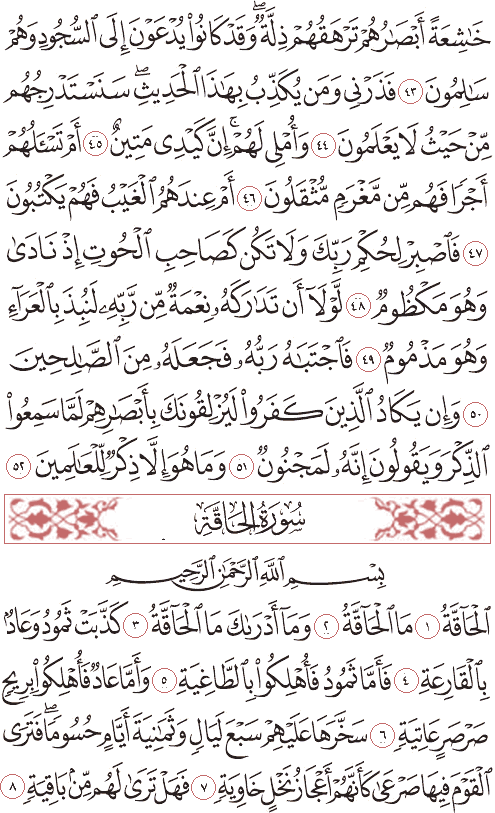 خَٰشِعَةً أَبْصَٰرُهُمْ تَرْهَقُهُمْ ذِلَّةٌۖ وَقَدْ كَانُوا۟ يُدْعَوْنَ إِلَى ٱلسُّجُودِ وَهُمْ
سَٰلِمُونَ ٤٣ فَذَرْنِى وَمَن يُكَذِّبُ بِهَٰذَا ٱلْحَدِيثِۖ سَنَسْتَدْرِجُهُم
مِّنْ حَيْثُ لَا يَعْلَمُونَ ٤٤ وَأُمْلِى لَهُمْۚ إِنَّ كَيْدِى مَتِينٌ ٤٥ أَمْ تَسْـَٔلُهُمْ
أَجْرًا فَهُم مِّن مَّغْرَمٍ مُّثْقَلُونَ ٤٦ أَمْ عِندَهُمُ ٱلْغَيْبُ فَهُمْ يَكْتُبُونَ
٤٧ فَٱصْبِرْ لِحُكْمِ رَبِّكَ وَلَا تَكُن كَصَاحِبِ ٱلْحُوتِ إِذْ نَادَىٰ
وَهُوَ مَكْظُومٌ ٤٨ لَّوْلَآ أَن تَدَٰرَكَهُۥ نِعْمَةٌ مِّن رَّبِّهِۦ لَنُبِذَ بِٱلْعَرَآءِ
وَهُوَ مَذْمُومٌ ٤٩ فَٱجْتَبَٰهُ رَبُّهُۥ فَجَعَلَهُۥ مِنَ ٱلصَّٰلِحِينَ
٥٠ وَإِن يَكَادُ ٱلَّذِينَ كَفَرُوا۟ لَيُزْلِقُونَكَ بِأَبْصَٰرِهِمْ لَمَّا سَمِعُوا۟
ٱلذِّكْرَ وَيَقُولُونَ إِنَّهُۥ لَمَجْنُونٌ ٥١ وَمَا هُوَ إِلَّا ذِكْرٌ لِّلْعَٰلَمِينَ ٥٢
سُورَةُ الحَاقَّةِ
بِسْمِ ٱللَّهِ ٱلرَّحْمَٰنِ ٱلرَّحِيمِ
ٱلْحَآقَّةُ ١ مَا ٱلْحَآقَّةُ ٢ وَمَآ أَدْرَىٰكَ مَا ٱلْحَآقَّةُ ٣ كَذَّبَتْ ثَمُودُ وَعَادٌۢ
بِٱلْقَارِعَةِ ٤ فَأَمَّا ثَمُودُ فَأُهْلِكُوا۟ بِٱلطَّاغِيَةِ ٥ وَأَمَّا عَادٌ فَأُهْلِكُوا۟ بِرِيحٍ
صَرْصَرٍ عَاتِيَةٍ ٦ سَخَّرَهَا عَلَيْهِمْ سَبْعَ لَيَالٍ وَثَمَٰنِيَةَ أَيَّامٍ حُسُومًاۖ فَتَرَى
ٱلْقَوْمَ فِيهَا صَرْعَىٰ كَأَنَّهُمْ أَعْجَازُ نَخْلٍ خَاوِيَةٍ ٧ فَهَلْ تَرَىٰ لَهُم مِّنۢ بَاقِيَةٍ ٨